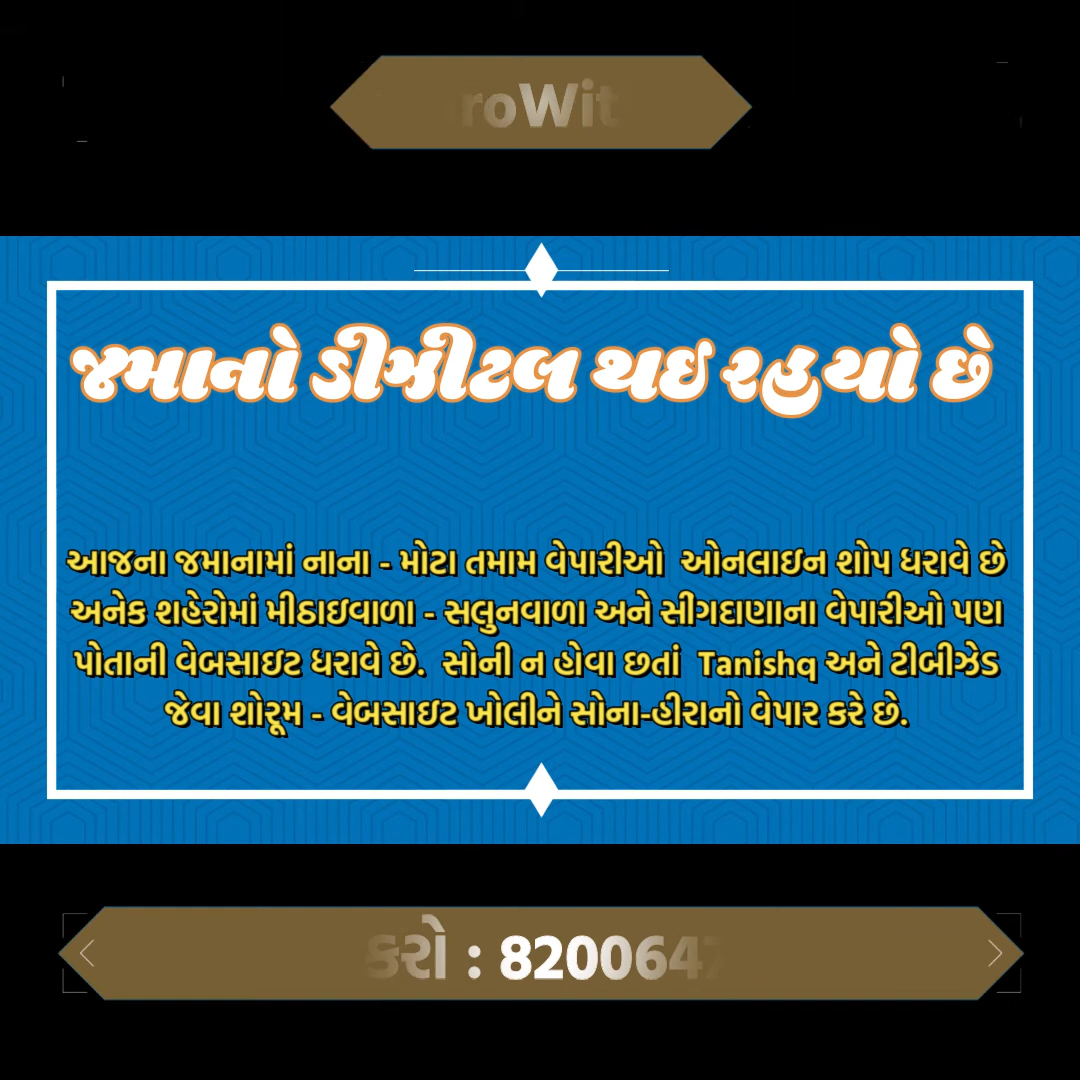 roWit
જમાનો ડીઝીટલ થઇ રહયો છે
આજના જમાનામાં નાના - મોટા તમામ વેપારીઓ ઓનલાઇન શોપ ધરાવે છે
અનેક શહેરોમાં મીઠાઇવાળા - સલુનવાળા અને સીંગદાણાના વેપારીઓ પણ
પોતાની વેબસાઇટ ધરાવે છે. સોની ન હોવા છતાં Tanishq અને ટીબીઝેડ
જેવા શોરૂમ - વેબસાઇટ ખોલીને સોના-હીરાનો વેપાર કરે છે.
કરો : 820064